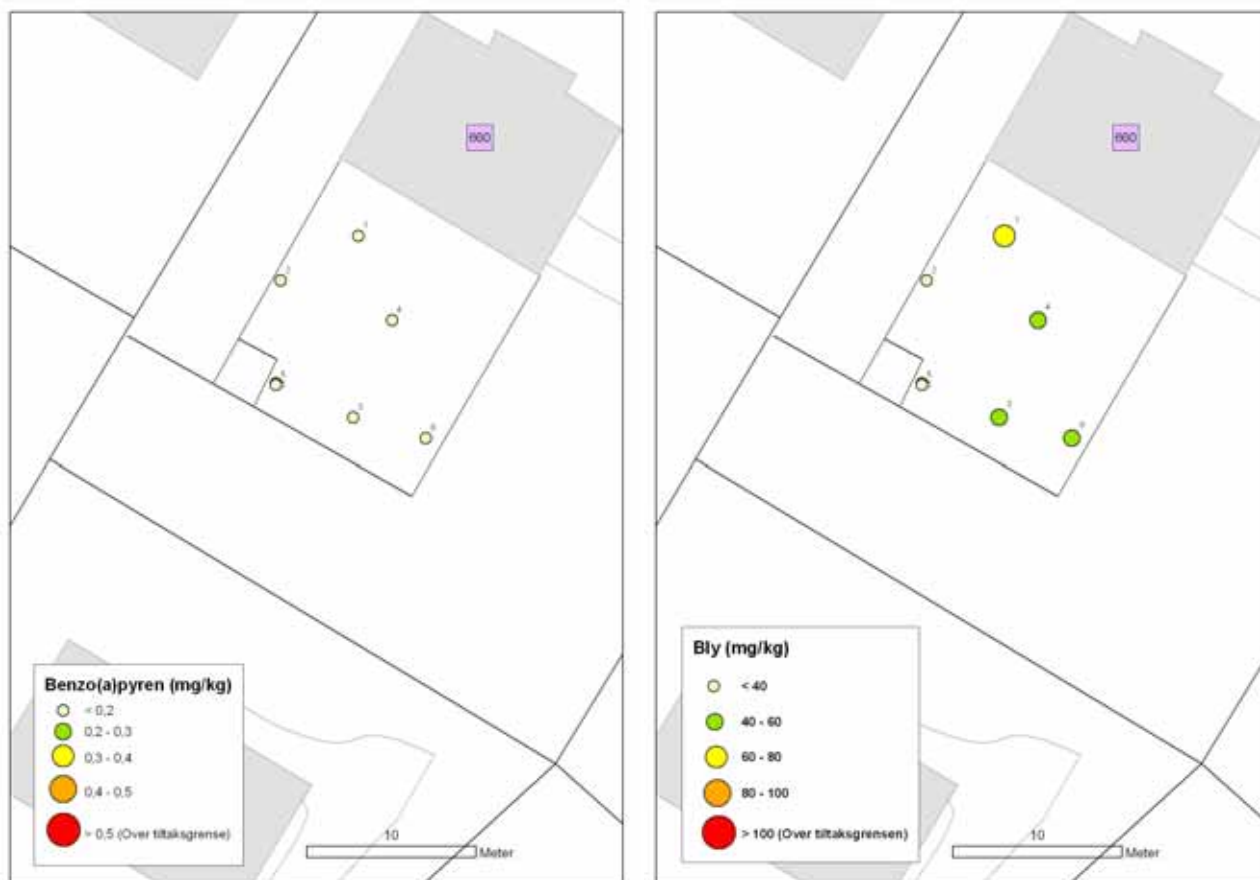 660
Benzo(a)pyren (mg/kg)
< 0,2
0,2 - 0,3
0,3 - 0,4
0,4 - 0,5
> 0,5 (Over tiltaksgrense)
10
Meter
660
Bly (mg/kg)
< 40
40 - 60
60 - 80
80 - 100
> 100 (Over tiltaksgrensen)
10
Meter